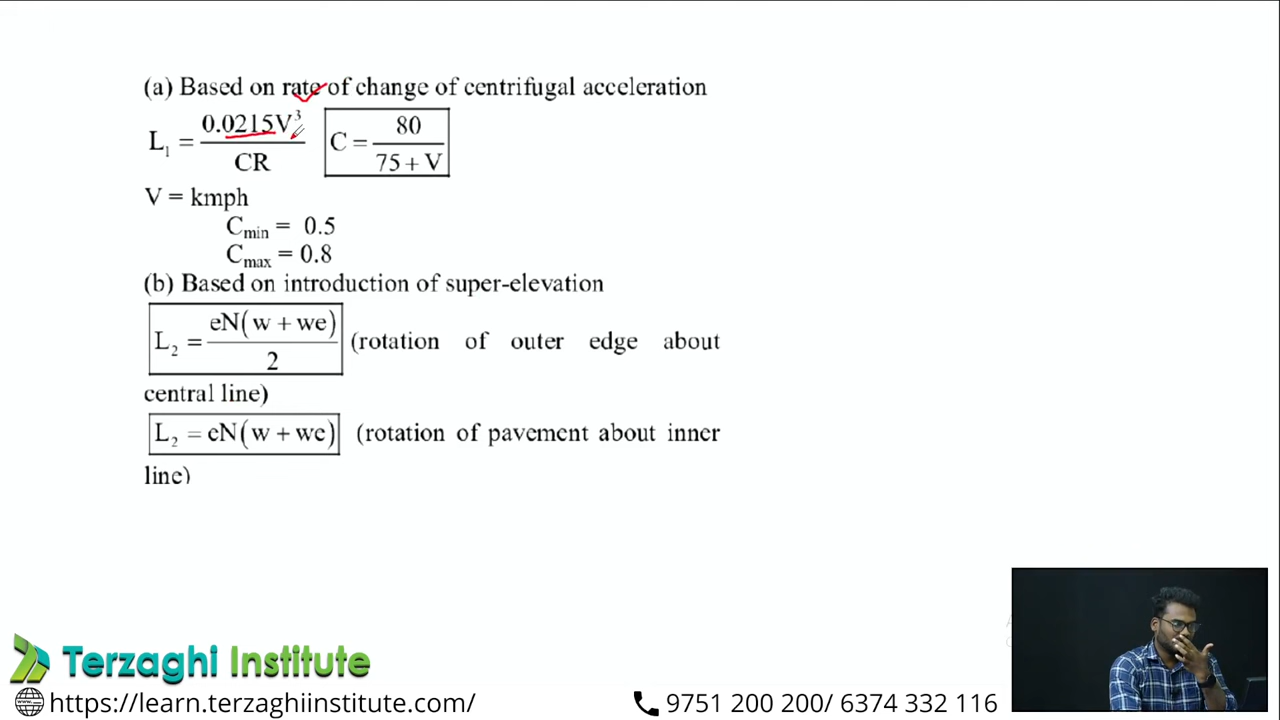 (a) Based on rate of change of centrifugal acceleration
L₁ = 0.0215V³ / CR   C = 80 / 75 + V
V = kmph
Cmin = 0.5
Cmax = 0.8
(b) Based on introduction of super-elevation
L₂ = eN(w + we) / 2 (rotation of outer edge about
central line)
L₂ = eN(w + we) (rotation of pavement about inner
line)
Terzaghi Institute
https://learn.terzaghiinstitute.com/
9751 200 200/ 6374 332 116